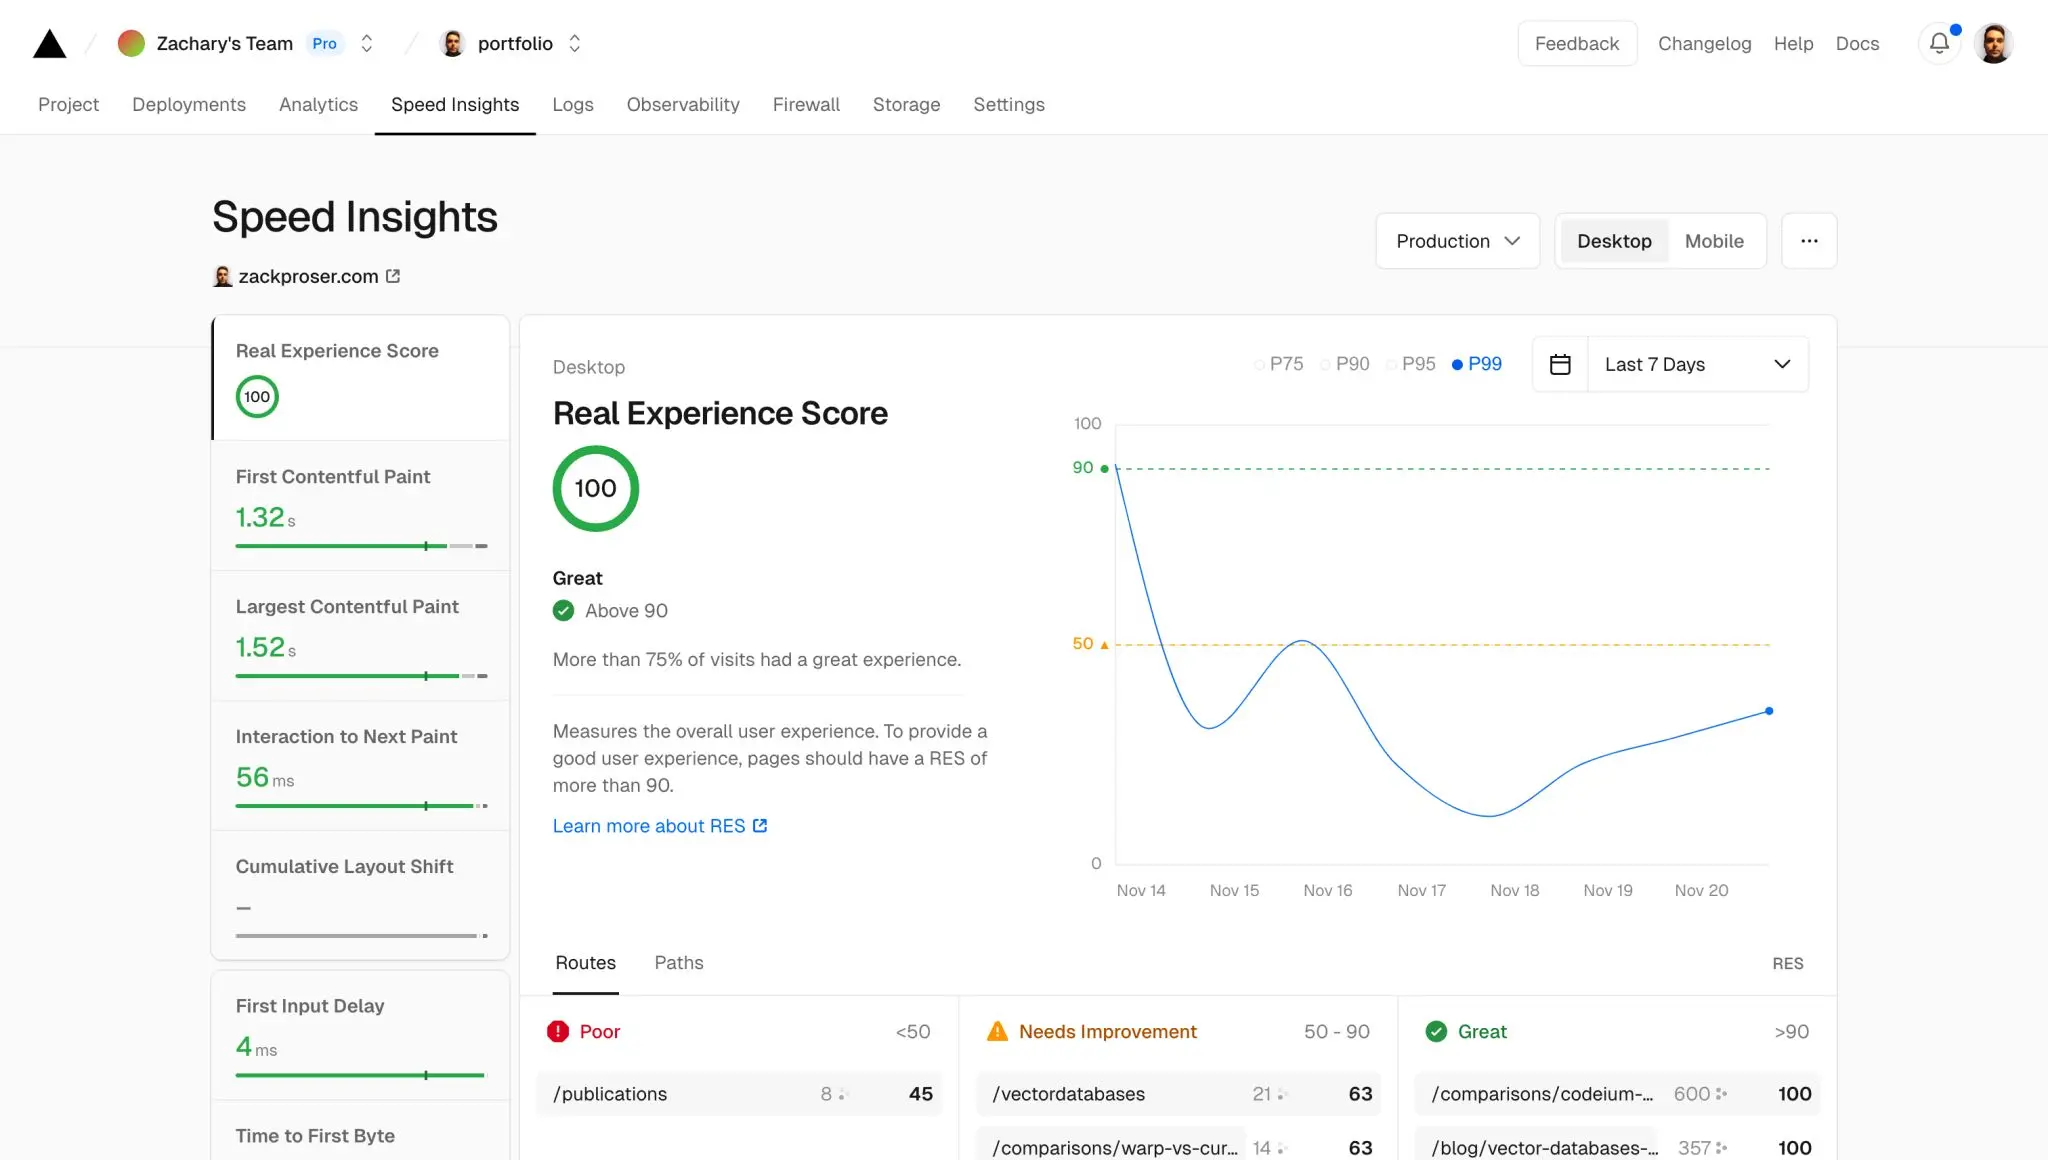 Zachary's Team Pro portfolio Feedback Changelog Help Docs
Project Deployments Analytics Speed Insights Logs Observability Firewall Storage Settings
Speed Insights
zackproser.com
Production Desktop Mobile
Real Experience Score
100
First Contentful Paint
1.32 s
Largest Contentful Paint
1.52 s
Interaction to Next Paint
56 ms
Cumulative Layout Shift
–
First Input Delay
4 ms
Time to First Byte
Desktop
Real Experience Score
100
Great
Above 90
More than 75% of visits had a great experience.
Measures the overall user experience. To provide a
good user experience, pages should have a RES of
more than 90.
Learn more about RES
P75 P90 P95 P99 Last 7 Days
100
90
50
0
Nov 14 Nov 15 Nov 16 Nov 17 Nov 18 Nov 19 Nov 20
Routes Paths RES
Poor <50
/publications 8 45
Needs Improvement 50 - 90
/vectordatabases 21 63
/comparisons/warp-vs-cur... 14 63
Great >90
/comparisons/codeium-... 600 100
/blog/vector-databases-... 357 100